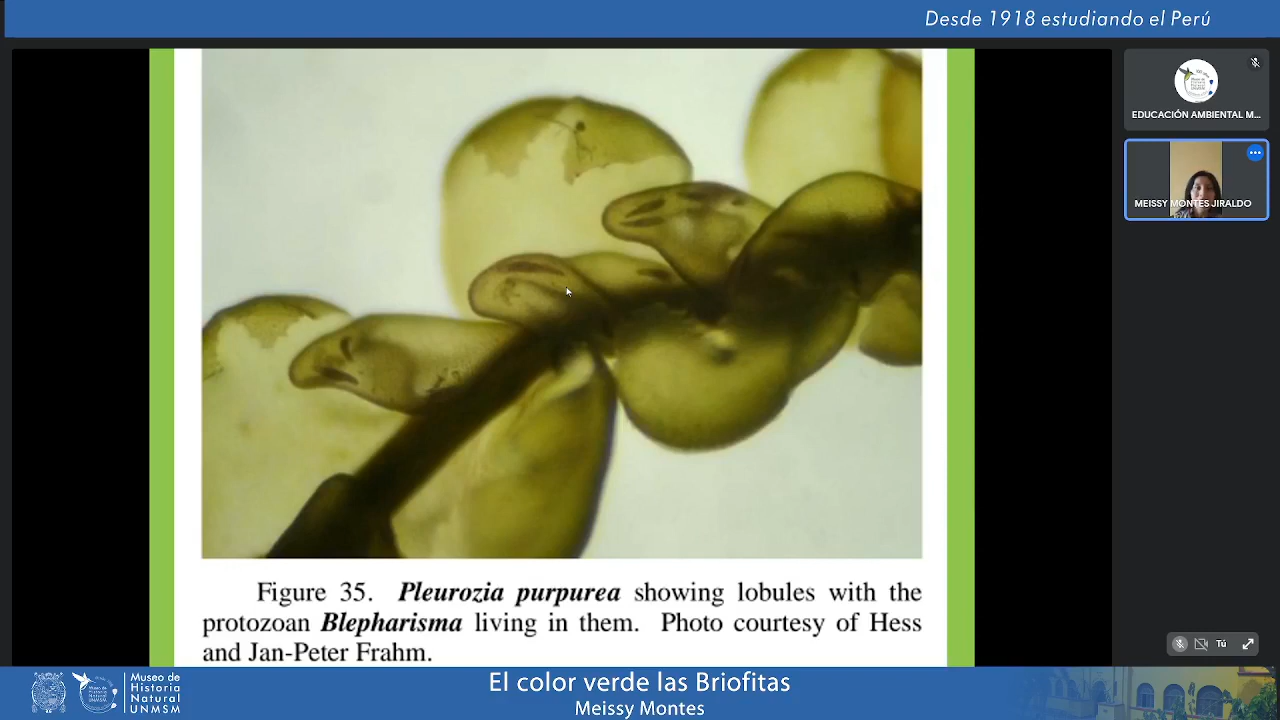 Desde 1918 estudiando el Perú
EDUCACIÓN AMBIENTAL M...
MEISSY MONTES JIRALDO
Figure 35. Pleurozia purpurea showing lobules with the
protozoan Blepharisma living in them. Photo courtesy of Hess
and Jan-Peter Frahm.
Tú
El color verde las Briofitas
Meissy Montes
Museo de
Historia
Natural
UNMSM